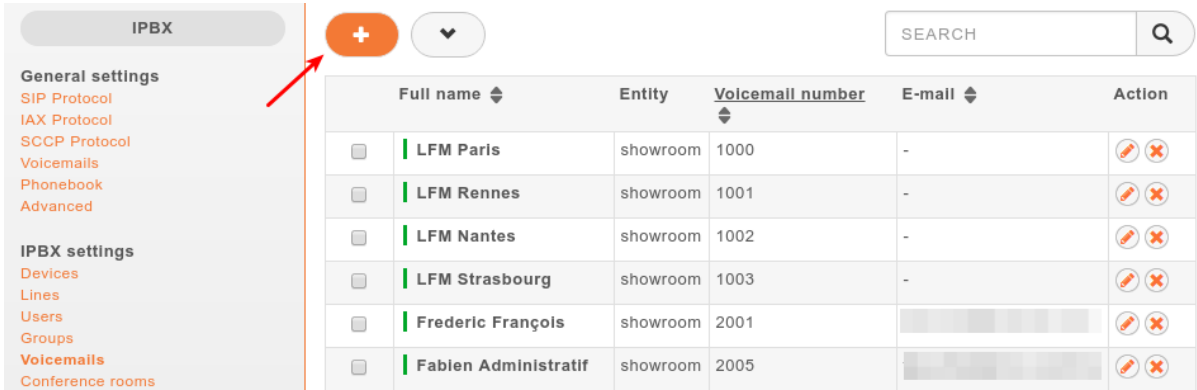 IPBX
General settings
SIP Protocol
IAX Protocol
SCCP Protocol
Voicemails
Phonebook
Advanced
IPBX settings
Devices
Lines
Users
Groups
Voicemails
Conference rooms
SEARCH
Full name Entity Voicemail number E-mail Action
LFM Paris showroom 1000 -
LFM Rennes showroom 1001 -
LFM Nantes showroom 1002 -
LFM Strasbourg showroom 1003 -
Frederic François showroom 2001
Fabien Administratif showroom 2005